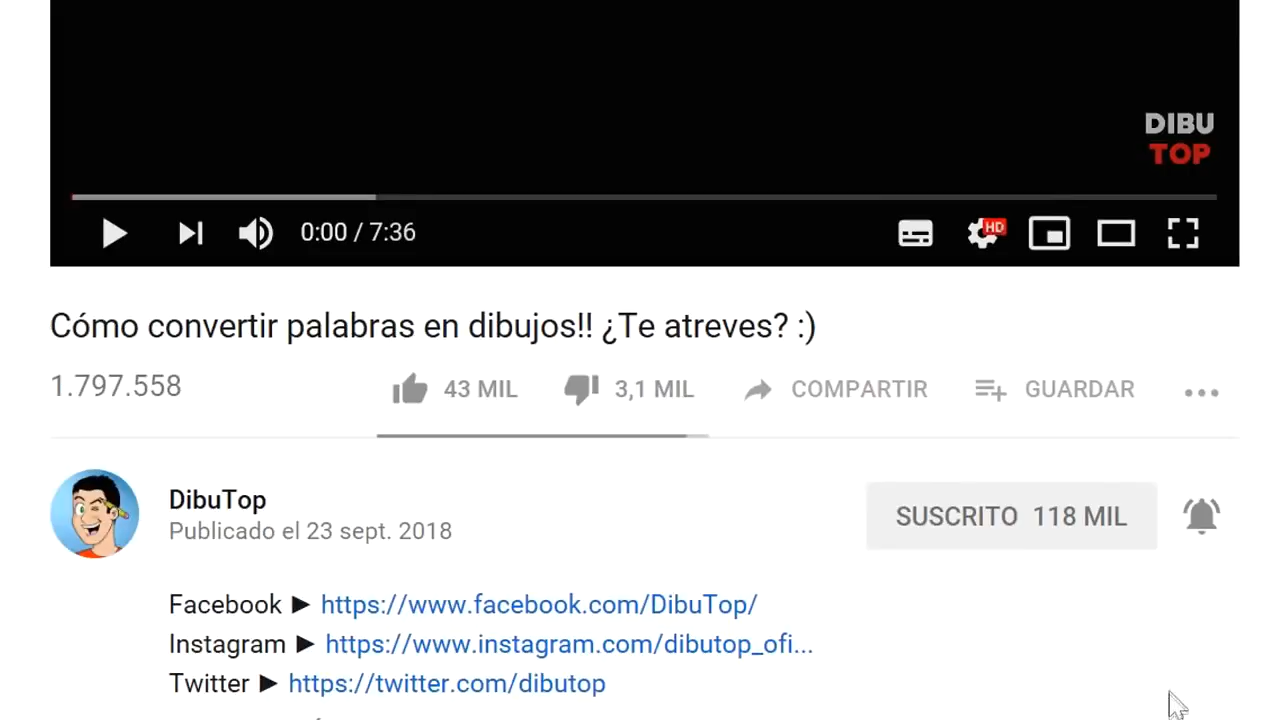 DIBU
TOP
0:00 / 7:36
HD
Cómo convertir palabras en dibujos!! ¿Te atreves? :)
1.797.558
43 MIL
3,1 MIL
COMPARTIR
GUARDAR
DibuTop
Publicado el 23 sept. 2018
SUSCRITO 118 MIL
Facebook ► https://www.facebook.com/DibuTop/
Instagram ► https://www.instagram.com/dibutop_ofi...
Twitter ► https://twitter.com/dibutop